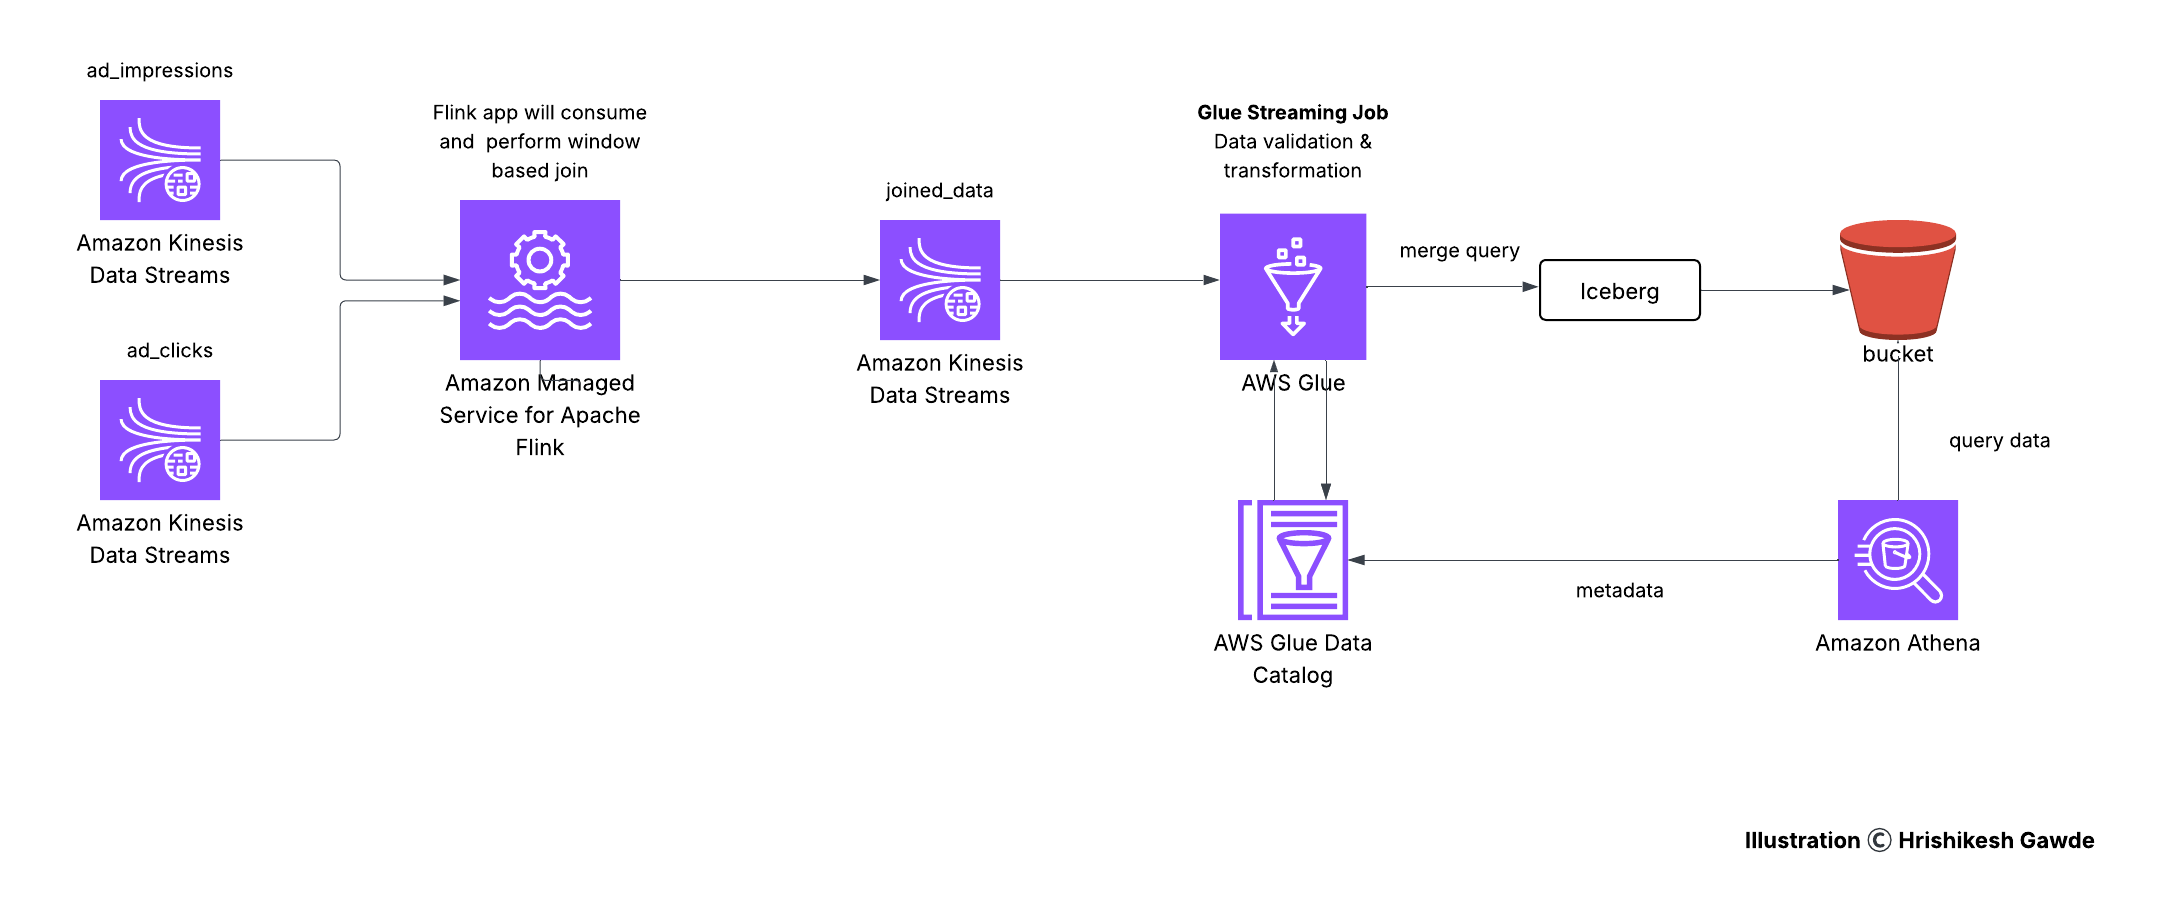 ad_impressions
Amazon Kinesis
Data Streams
ad_clicks
Amazon Kinesis
Data Streams
Flink app will consume
and perform window
based join
Amazon Managed
Service for Apache
Flink
joined_data
Amazon Kinesis
Data Streams
Glue Streaming Job
Data validation &
transformation
AWS Glue
merge query
Iceberg
bucket
query data
AWS Glue Data
Catalog
metadata
Amazon Athena
Illustration © Hrishikesh Gawde